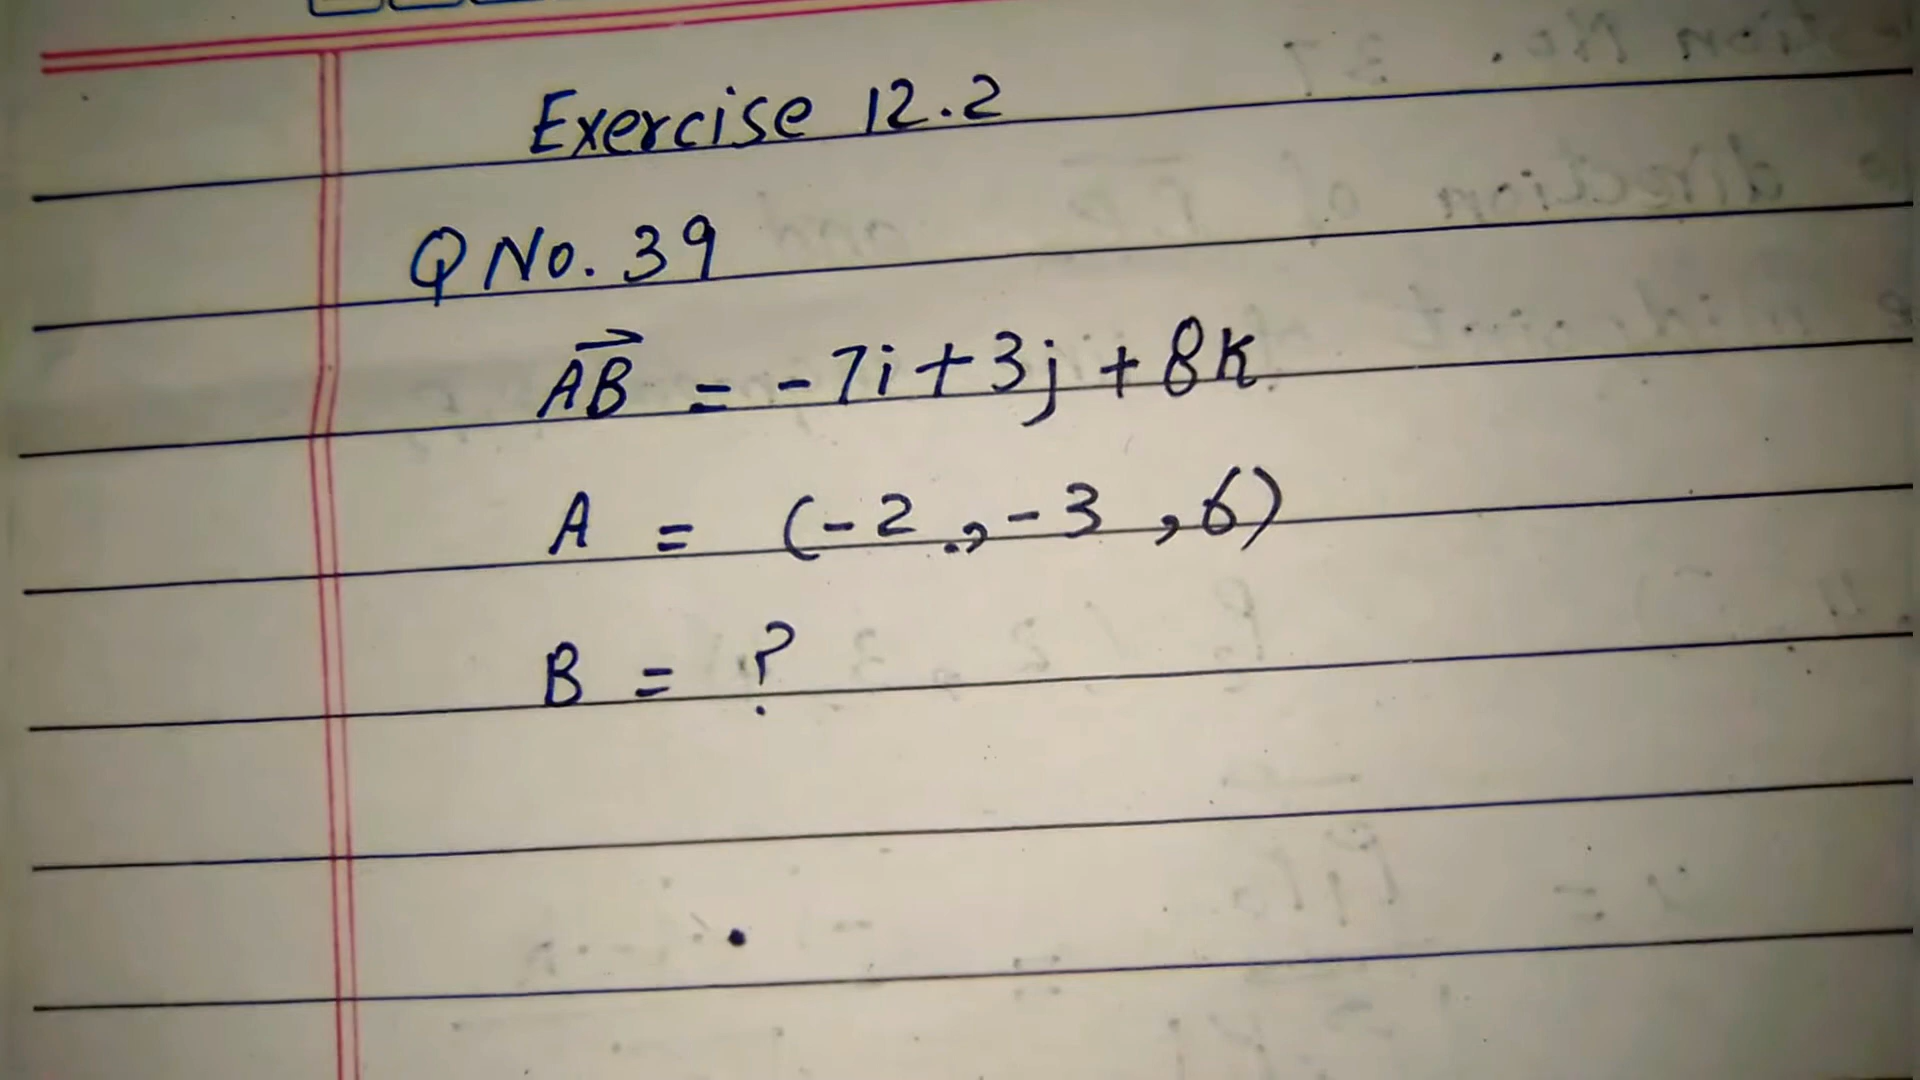 Exercise 12.2
Q No. 39
→AB = -7i + 3j + 8k
A = (-2, -3, 6)
B = ?